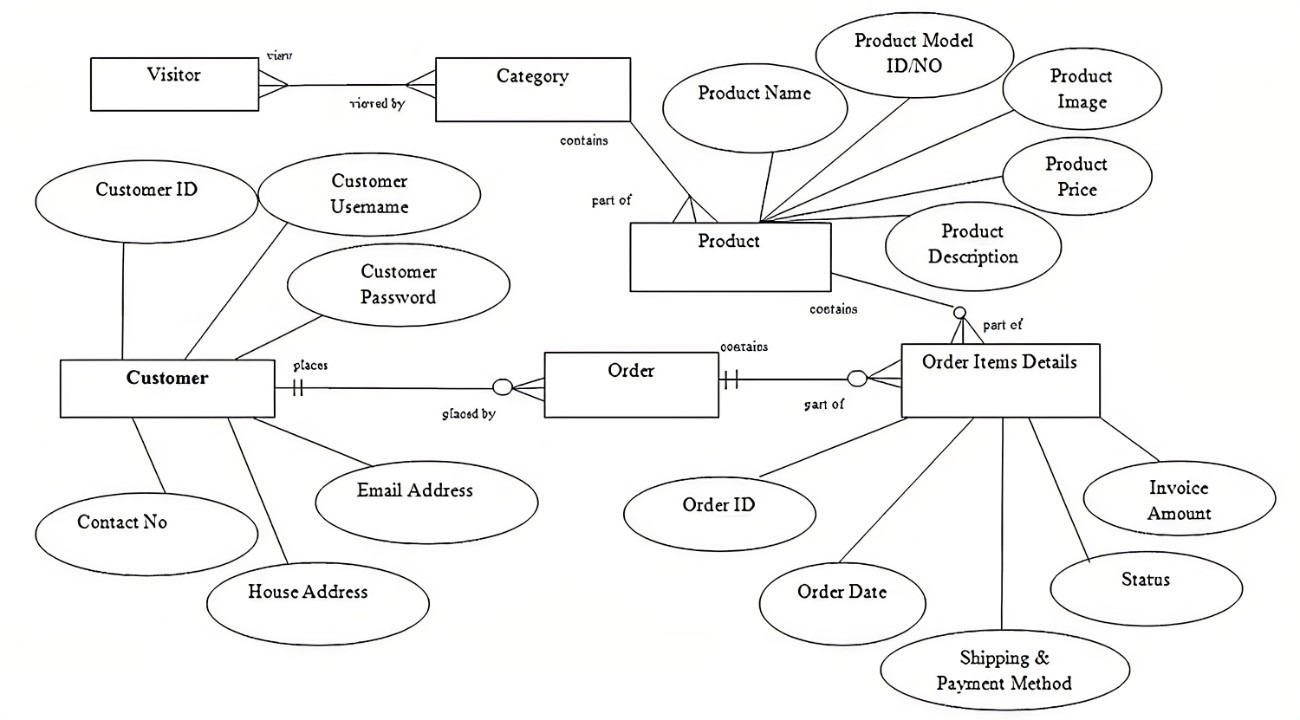 Visitor
view
viewed by
Category
contains
part of
Product Name
Product Model
ID/NO
Product
Image
Product
Price
Product
Description
Product
contains
part of
Customer ID
Customer
Username
Customer
Password
Customer
places
placed by
Order
contains
part of
Order Items Details
Contact No
House Address
Email Address
Order ID
Order Date
Shipping &
Payment Method
Status
Invoice
Amount